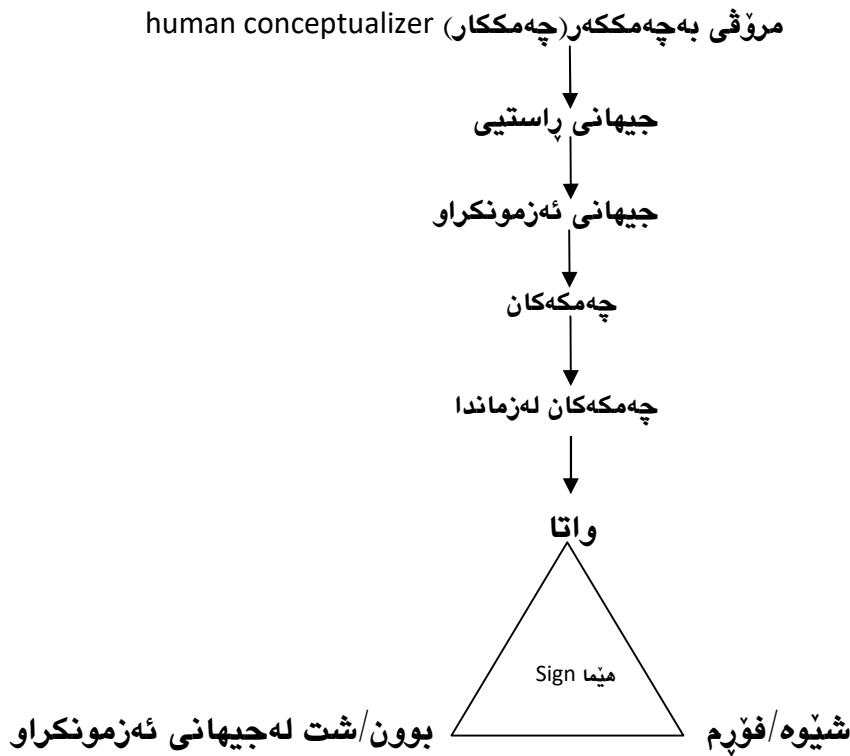 مرۆڤی بەچەمککەر(چەمککار) human conceptualizer
جیهانی ڕاستیی
جیهانی ئەزمونکراو
چەمکەکان
چەمکەکان لەزماندا
واتا
هێما Sign
شێوە/فۆڕم
بوون/شت لەجیهانی ئەزمونکراو